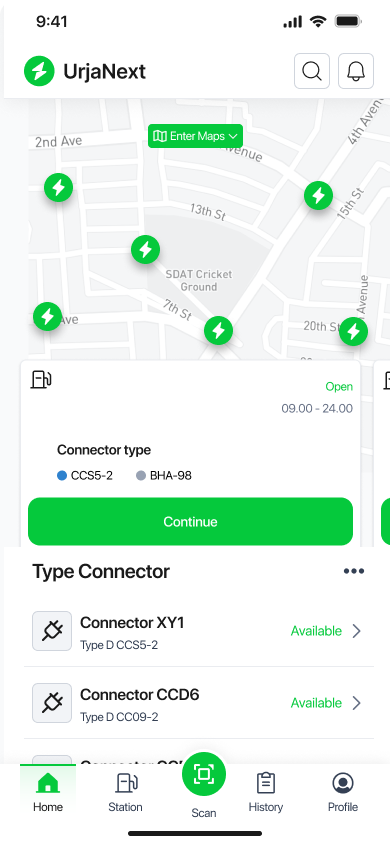 9:41
UrjaNext
2nd Ave
Enter Maps
Avenue
4th Avenu
13th St
15th St
SDAT Cricket
Ground
7th St
Ave
20th St
Avenue
Open
09.00 - 24.00
Connector type
CCS5-2
BHA-98
Continue
Type Connector
Connector XY1
Type D CCS5-2
Available
Connector CCD6
Type D CC09-2
Available
Home
Station
Scan
History
Profile